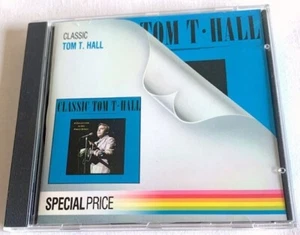 CLASSIC
TOM T. HALL
TOM T·HALL
CLASSIC TOM T·HALL
SPECIAL PRICE